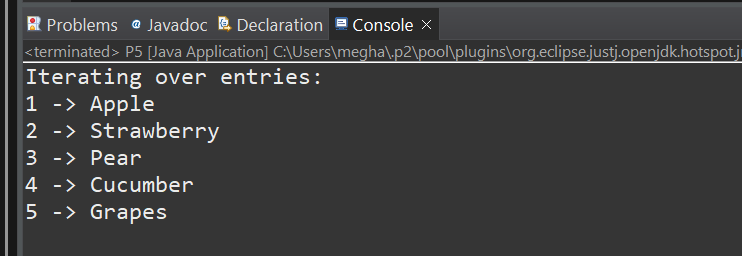 Problems Javadoc Declaration Console
<terminated> P5 [Java Application] C:\Users\megha\.p2\pool\plugins\org.eclipse.justj.openjdk.hotspot.j
Iterating over entries:
1 -> Apple
2 -> Strawberry
3 -> Pear
4 -> Cucumber
5 -> Grapes